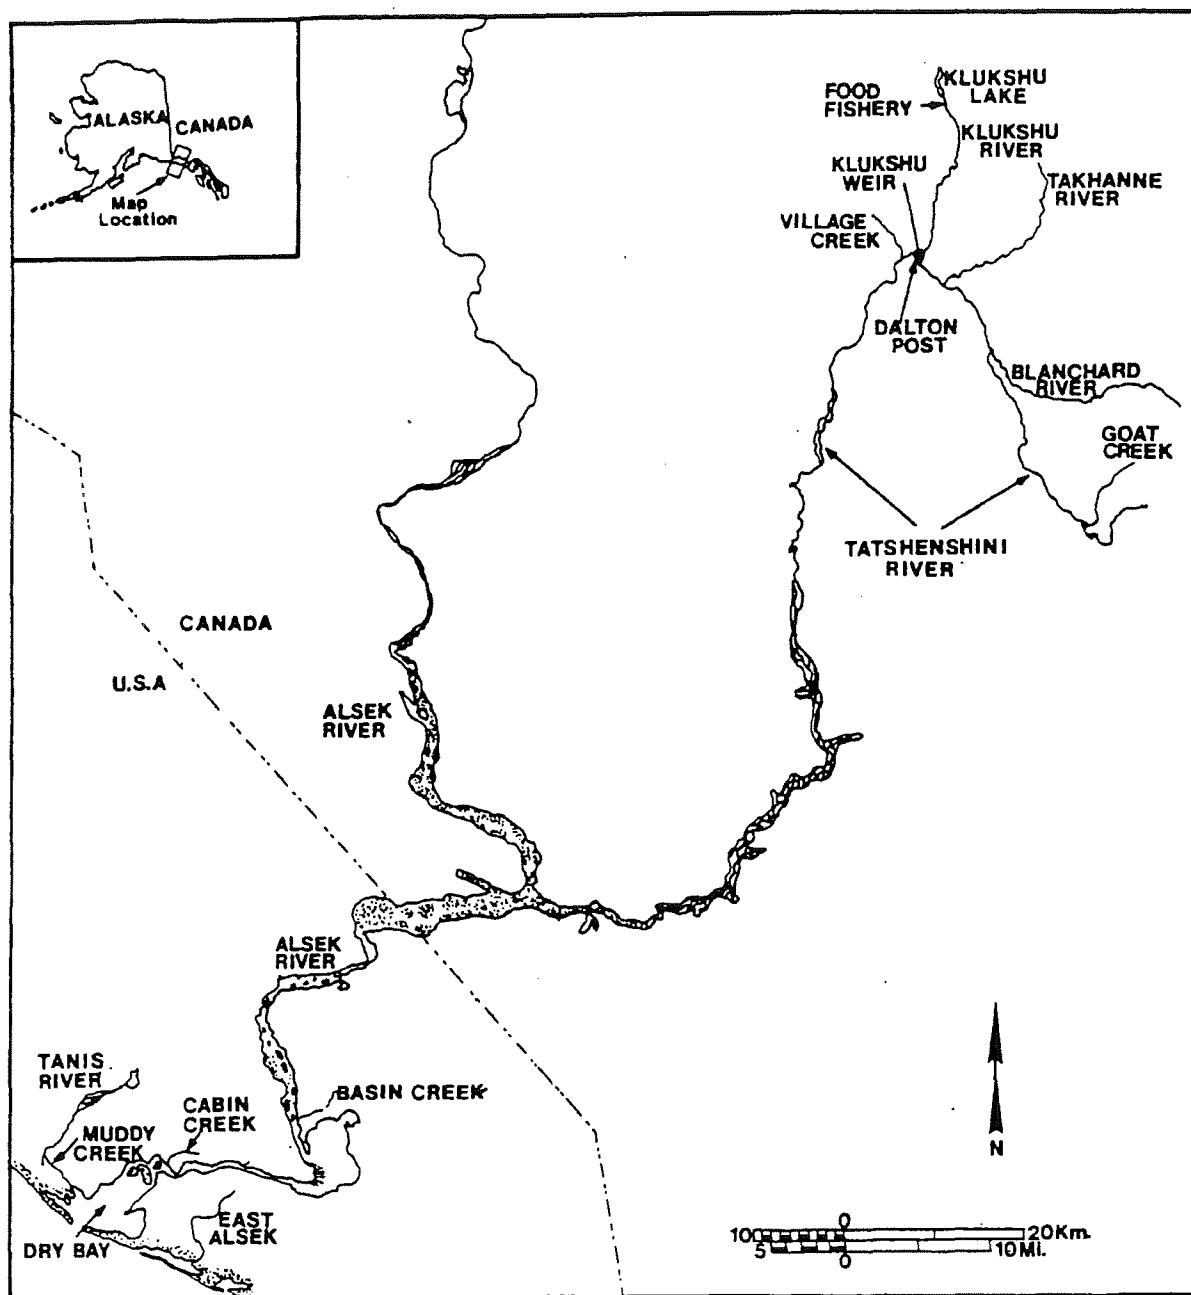 ALASKA
CANADA
Map
Location
KLUKSHU
LAKE
FOOD
FISHERY
KLUKSHU
RIVER
KLUKSHU
WEIR
TAKHANNE
RIVER
VILLAGE
CREEK
DALTON
POST
BLANCHARD
RIVER
GOAT
CREEK
TATSHENSHINI
RIVER
CANADA
U.S.A
ALSEK
RIVER
ALSEK
RIVER
TANIS
RIVER
CABIN
CREEK
BASIN CREEK
MUDDY
CREEK
EAST
ALSEK
DRY BAY
N
0
10 20Km.
5 10Mi.
0